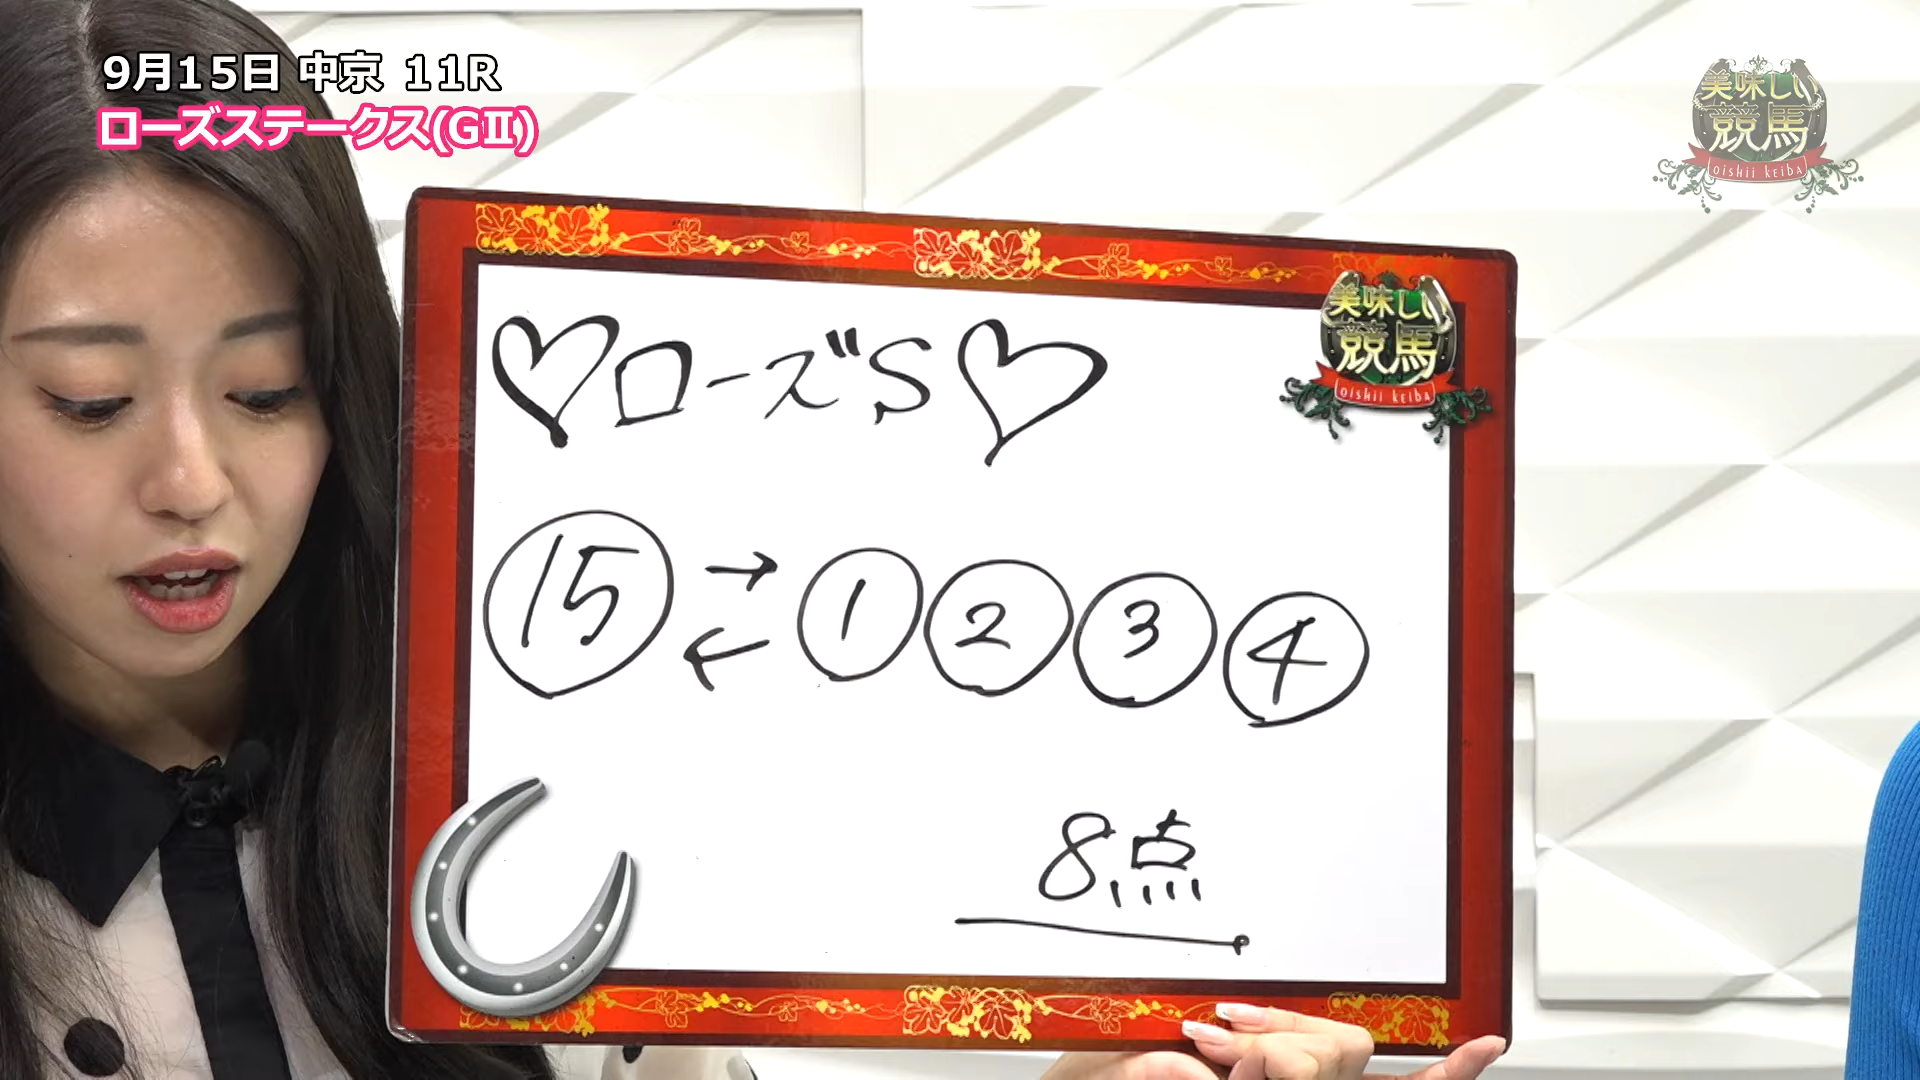 9月15日 中京 11R
ローズステークス(GⅡ)
美味しい
競馬
oishii keiba
美味しい
競馬
oishii keiba
♡ローズS♡
⑮ → ① ② ③ ④
←
8点